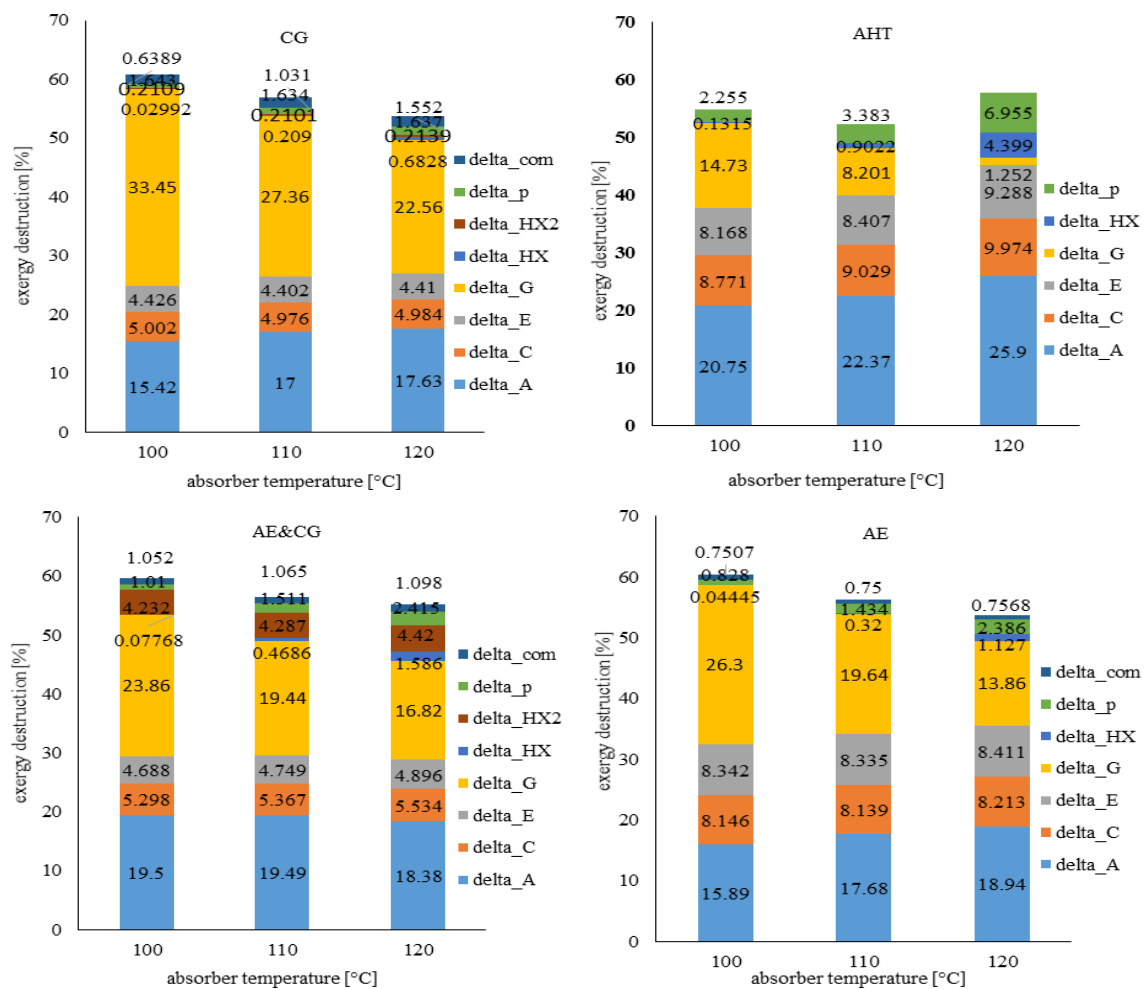 CG
70
60
50
40
30
20
10
0
exergy destruction [%]
0.6389
1.643
0.2109
0.02992
33.45
4.426
5.002
15.42
1.031
1.634
0.2101
0.209
27.36
4.402
4.976
17
1.552
1.637
0.2139
0.6828
22.56
4.41
4.984
17.63
100 110 120
absorber temperature [°C]
delta_com
delta_p
delta_HX2
delta_HX
delta_G
delta_E
delta_C
delta_A
AHT
70
60
50
40
30
20
10
0
exergy destruction [%]
2.255
0.1315
14.73
8.168
8.771
20.75
3.383
0.9022
8.201
8.407
9.029
22.37
6.955
4.399
1.252
9.288
9.974
25.9
100 110 120
absorber temperature [°C]
delta_p
delta_HX
delta_G
delta_E
delta_C
delta_A
AE&CG
70
60
50
40
30
20
10
0
exergy destruction [%]
1.052
1.01
4.232
0.07768
23.86
4.688
5.298
19.5
1.065
1.511
4.287
0.4686
19.44
4.749
5.367
19.49
1.098
2.415
4.42
1.586
16.82
4.896
5.534
18.38
100 110 120
absorber temperature [°C]
delta_com
delta_p
delta_HX2
delta_HX
delta_G
delta_E
delta_C
delta_A
AE
70
60
50
40
30
20
10
0
exergy destruction [%]
0.7507
0.828
0.04445
26.3
8.342
8.146
15.89
0.75
1.434
0.32
19.64
8.335
8.139
17.68
0.7568
2.386
1.127
13.86
8.411
8.213
18.94
100 110 120
absorber temperature [°C]
delta_com
delta_p
delta_HX
delta_G
delta_E
delta_C
delta_A